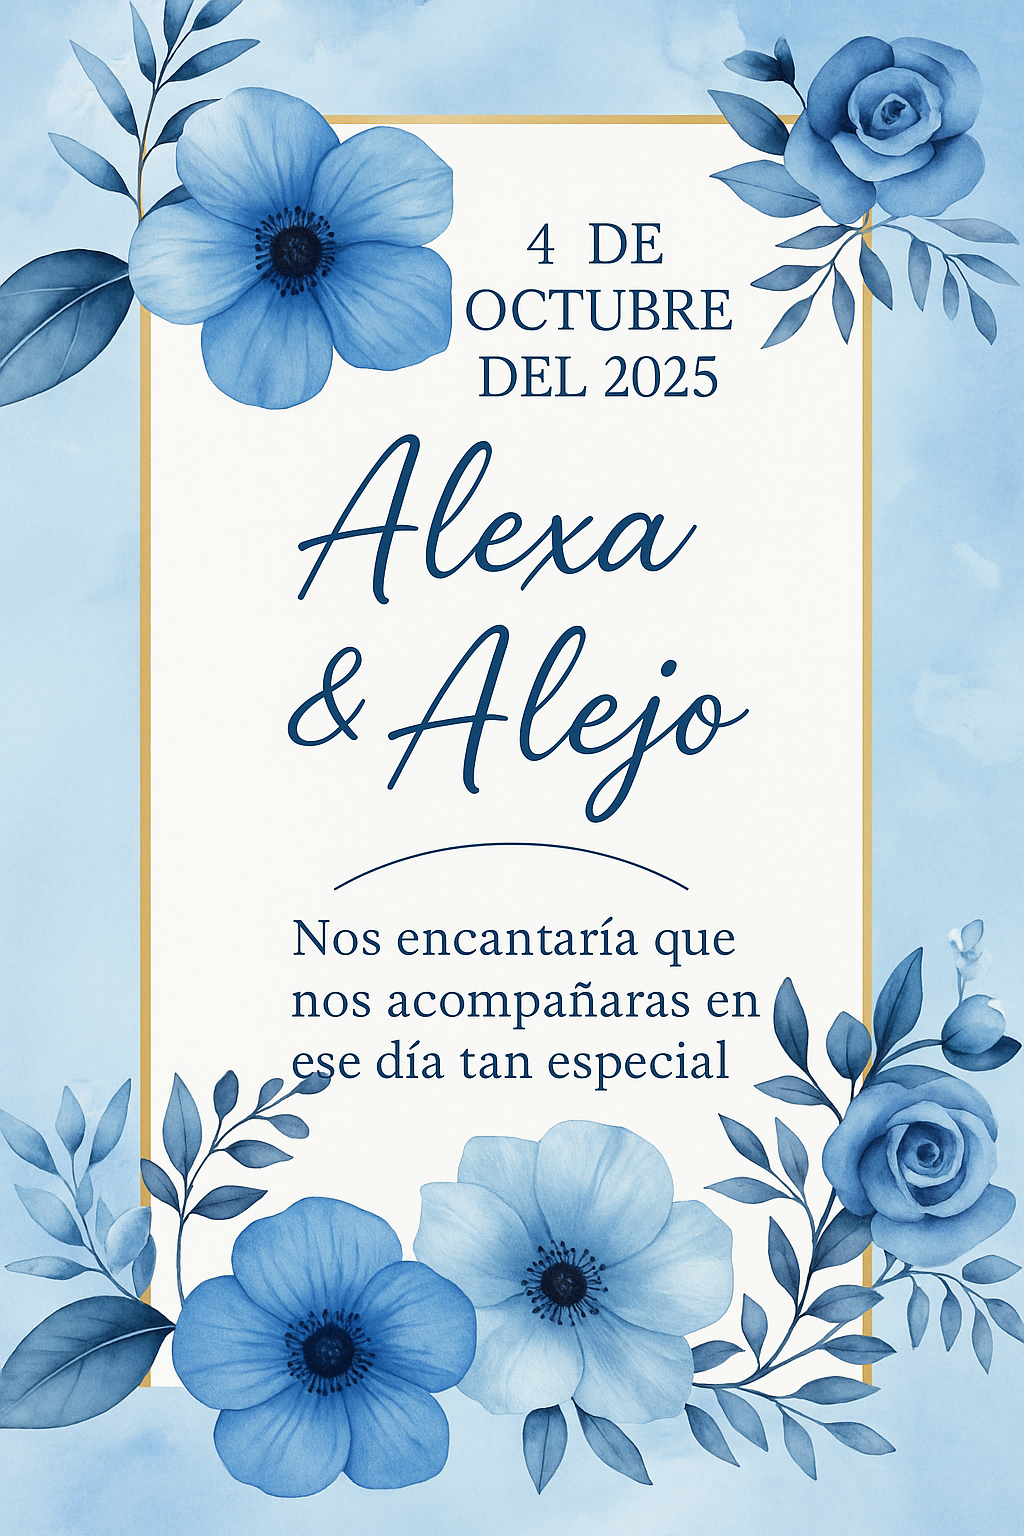 4 DE
OCTUBRE
DEL 2025
Alexa
& Alejo
Nos encantaría que
nos acompañaras en
ese día tan especial